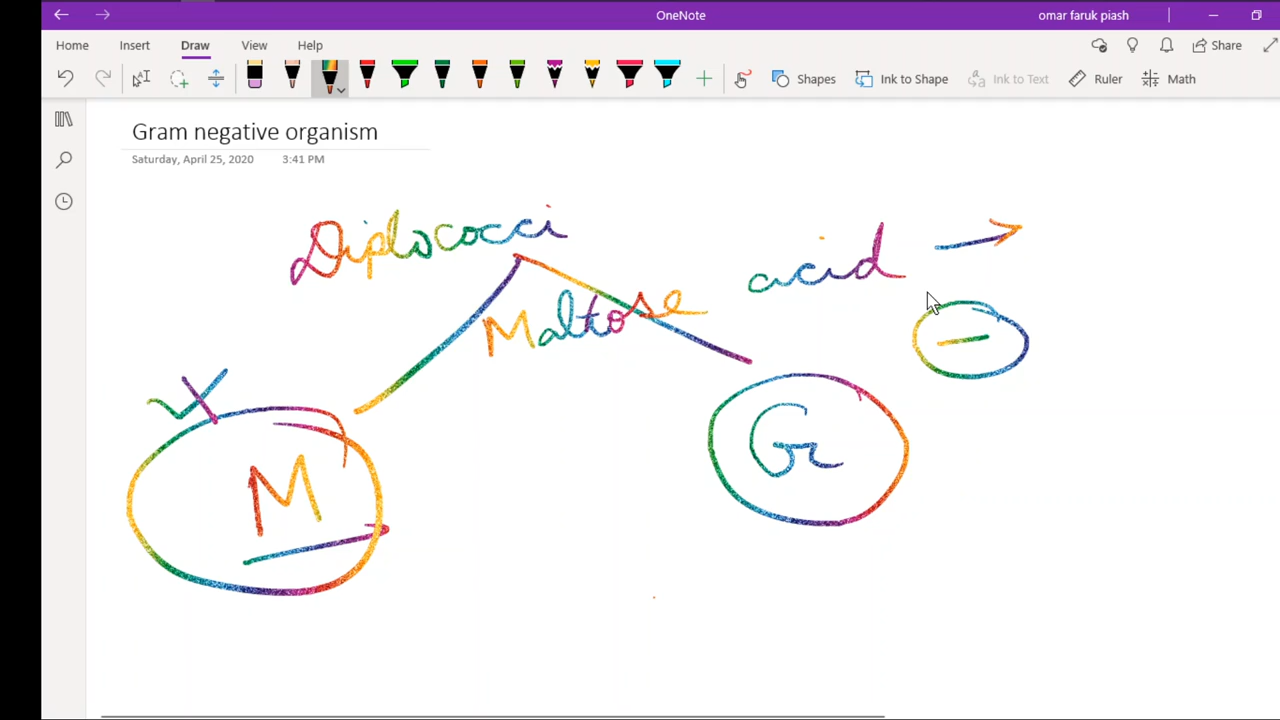 OneNote
omar faruk piash
Home Insert Draw View Help
Share
Shapes Ink to Shape Ink to Text Ruler Math
Gram negative organism
Saturday, April 25, 2020 3:41 PM
Diplococci
acid
Maltose
M
G